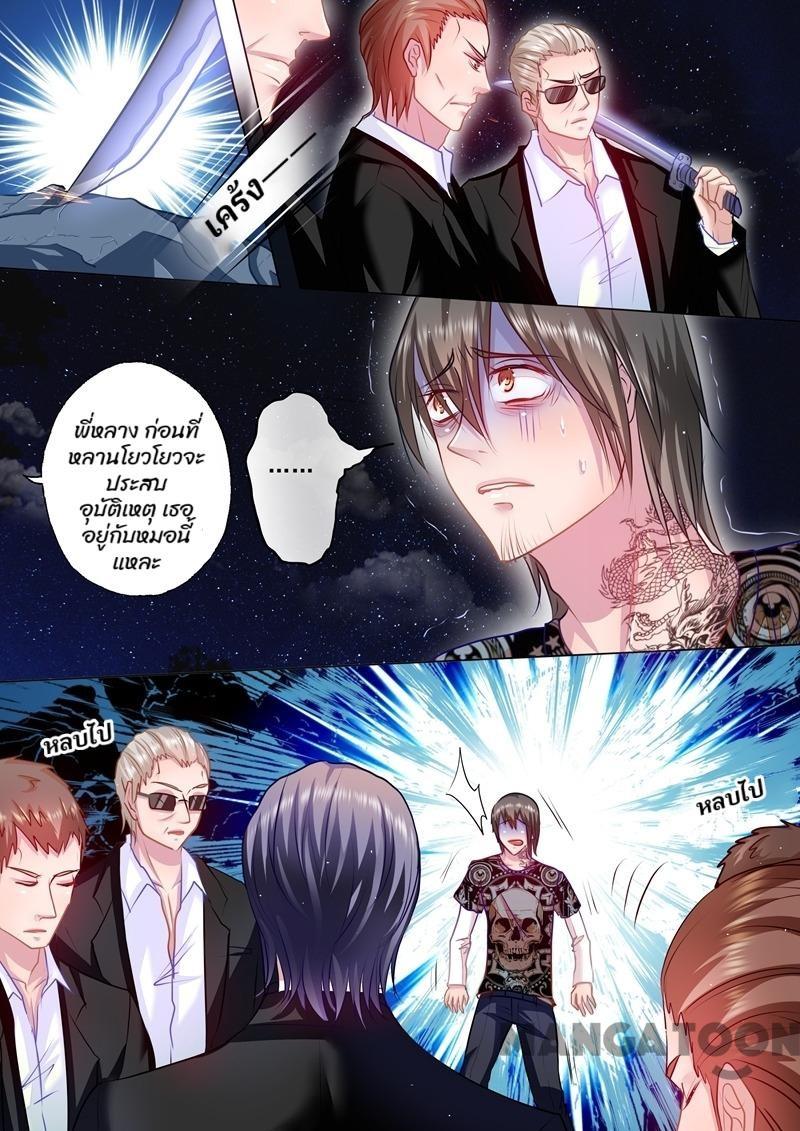 เคร้ง——
พี่หลาง ก่อนที่
หลานโยวโยวจะ
ประสบ
อุบัติเหตุ เธอ
อยู่กับหมอนี่
แหละ
……
หลบไป
หลบไป
MANGATOON